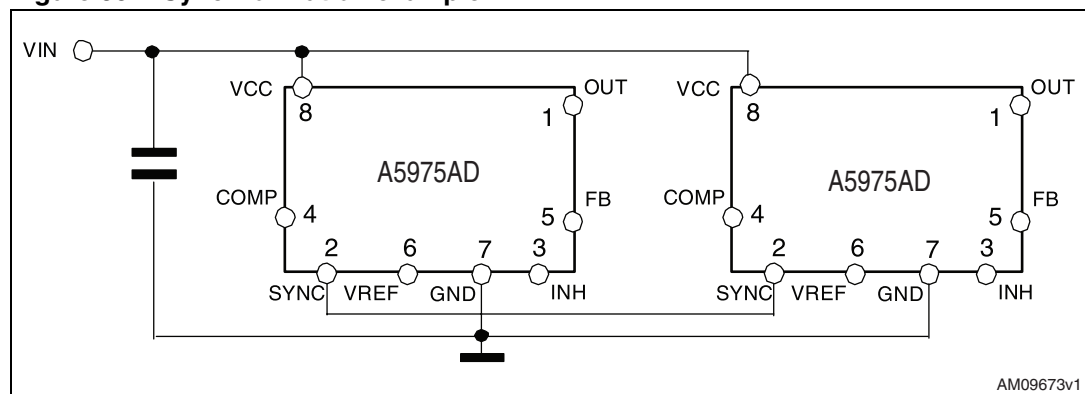 VIN
VCC
8
OUT
1
A5975AD
COMP
4
FB
5
2
6
7
3
SYNC
VREF
GND
INH
VCC
8
OUT
1
A5975AD
COMP
4
FB
5
2
6
7
3
SYNC
VREF
GND
INH
AM09673v1